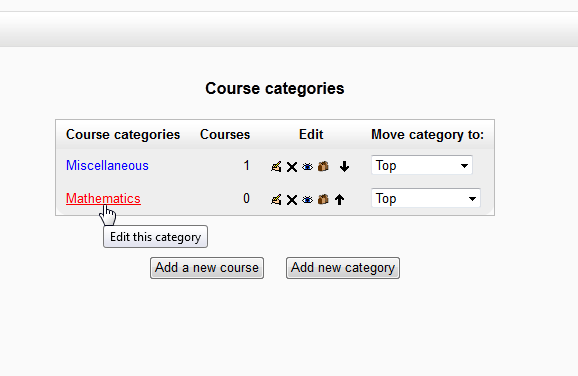 Course categories
Course categories Courses Edit Move category to:
Miscellaneous 1 Top
Mathematics 0 Top
Edit this category
Add a new course Add new category